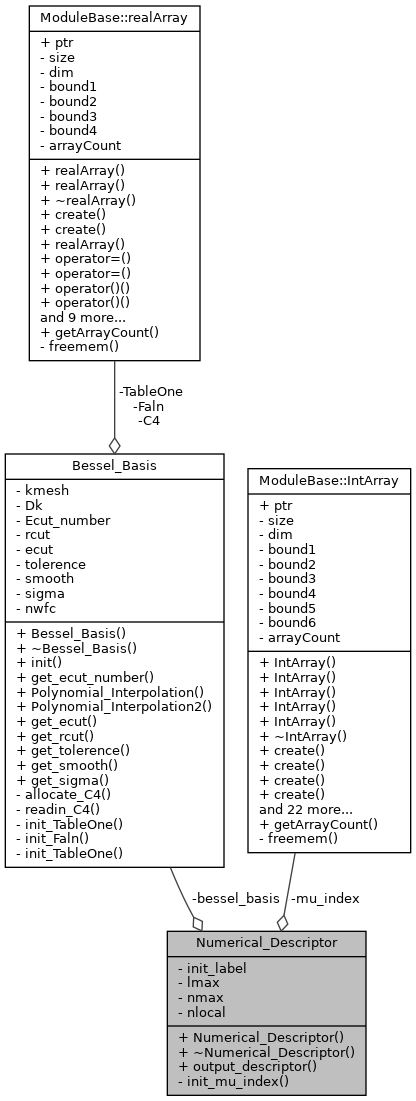 ModuleBase::realArray
+ ptr
- size
- dim
- bound1
- bound2
- bound3
- bound4
- arrayCount
+ realArray()
+ realArray()
+ ~realArray()
+ create()
+ create()
+ realArray()
+ operator=()
+ operator=()
+ operator()()
+ operator()()
and 9 more...
+ getArrayCount()
- freemem()
-TableOne
-Faln
-C4
Bessel_Basis
- kmesh
- Dk
- Ecut_number
- rcut
- ecut
- tolerence
- smooth
- sigma
- nwfc
+ Bessel_Basis()
+ ~Bessel_Basis()
+ init()
+ get_ecut_number()
+ Polynomial_Interpolation()
+ Polynomial_Interpolation2()
+ get_ecut()
+ get_rcut()
+ get_tolerence()
+ get_smooth()
+ get_sigma()
- allocate_C4()
- readin_C4()
- init_TableOne()
- init_Faln()
- init_TableOne()
ModuleBase::IntArray
+ ptr
- size
- dim
- bound1
- bound2
- bound3
- bound4
- bound5
- bound6
- arrayCount
+ IntArray()
+ IntArray()
+ IntArray()
+ IntArray()
+ IntArray()
+ ~IntArray()
+ create()
+ create()
+ create()
+ create()
and 22 more...
+ getArrayCount()
- freemem()
-bessel_basis
-mu_index
Numerical_Descriptor
- init_label
- lmax
- nmax
- nlocal
+ Numerical_Descriptor()
+ ~Numerical_Descriptor()
+ output_descriptor()
- init_mu_index()